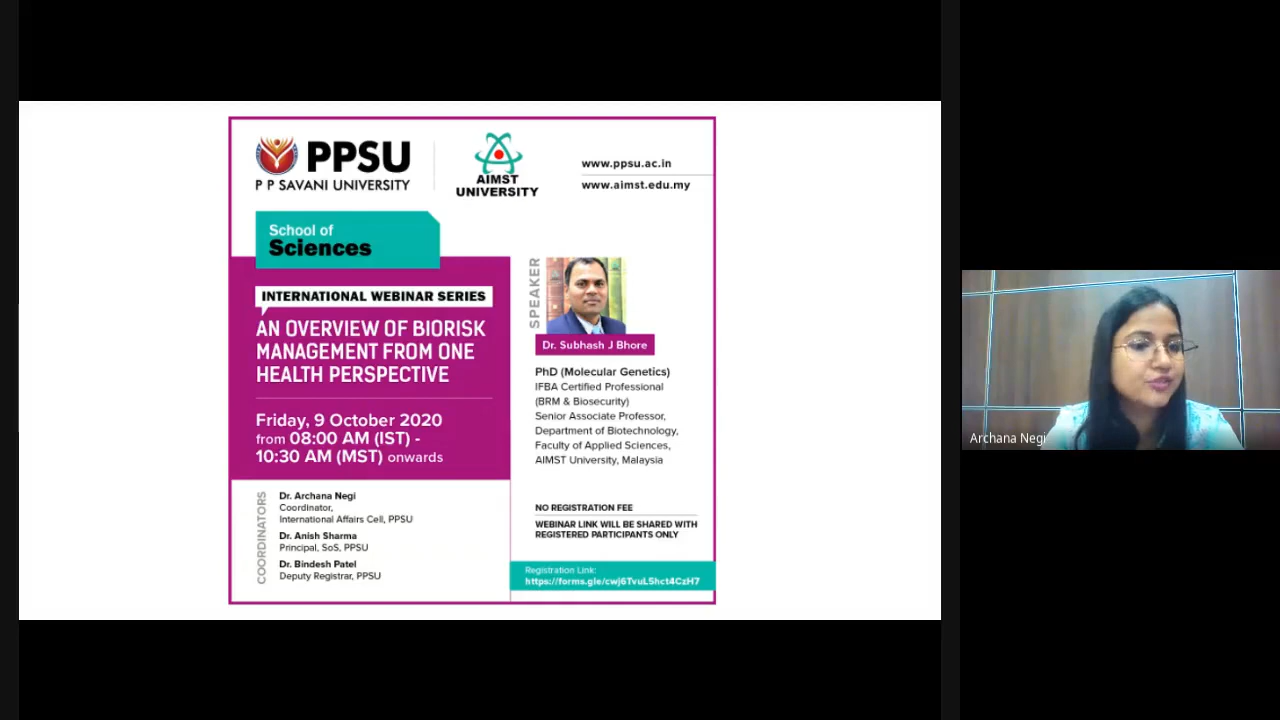 PPSU
P P SAVANI UNIVERSITY
AIMST
UNIVERSITY
www.ppsu.ac.in
www.aimst.edu.my
School of
Sciences
INTERNATIONAL WEBINAR SERIES
AN OVERVIEW OF BIORISK
MANAGEMENT FROM ONE
HEALTH PERSPECTIVE
Friday, 9 October 2020
from 08:00 AM (IST) -
10:30 AM (MST) onwards
COORDINATORS
Dr. Archana Negi
Coordinator,
International Affairs Cell, PPSU
Dr. Anish Sharma
Principal, SoS, PPSU
Dr. Bindesh Patel
Deputy Registrar, PPSU
SPEAKER
Dr. Subhash J Bhore
PhD (Molecular Genetics)
IFBA Certified Professional
(BRM & Biosecurity)
Senior Associate Professor,
Department of Biotechnology,
Faculty of Applied Sciences,
AIMST University, Malaysia
NO REGISTRATION FEE
WEBINAR LINK WILL BE SHARED WITH
REGISTERED PARTICIPANTS ONLY
Registration Link:
https://forms.gle/cwj6TvuL5hct4CzH7
Archana Negi